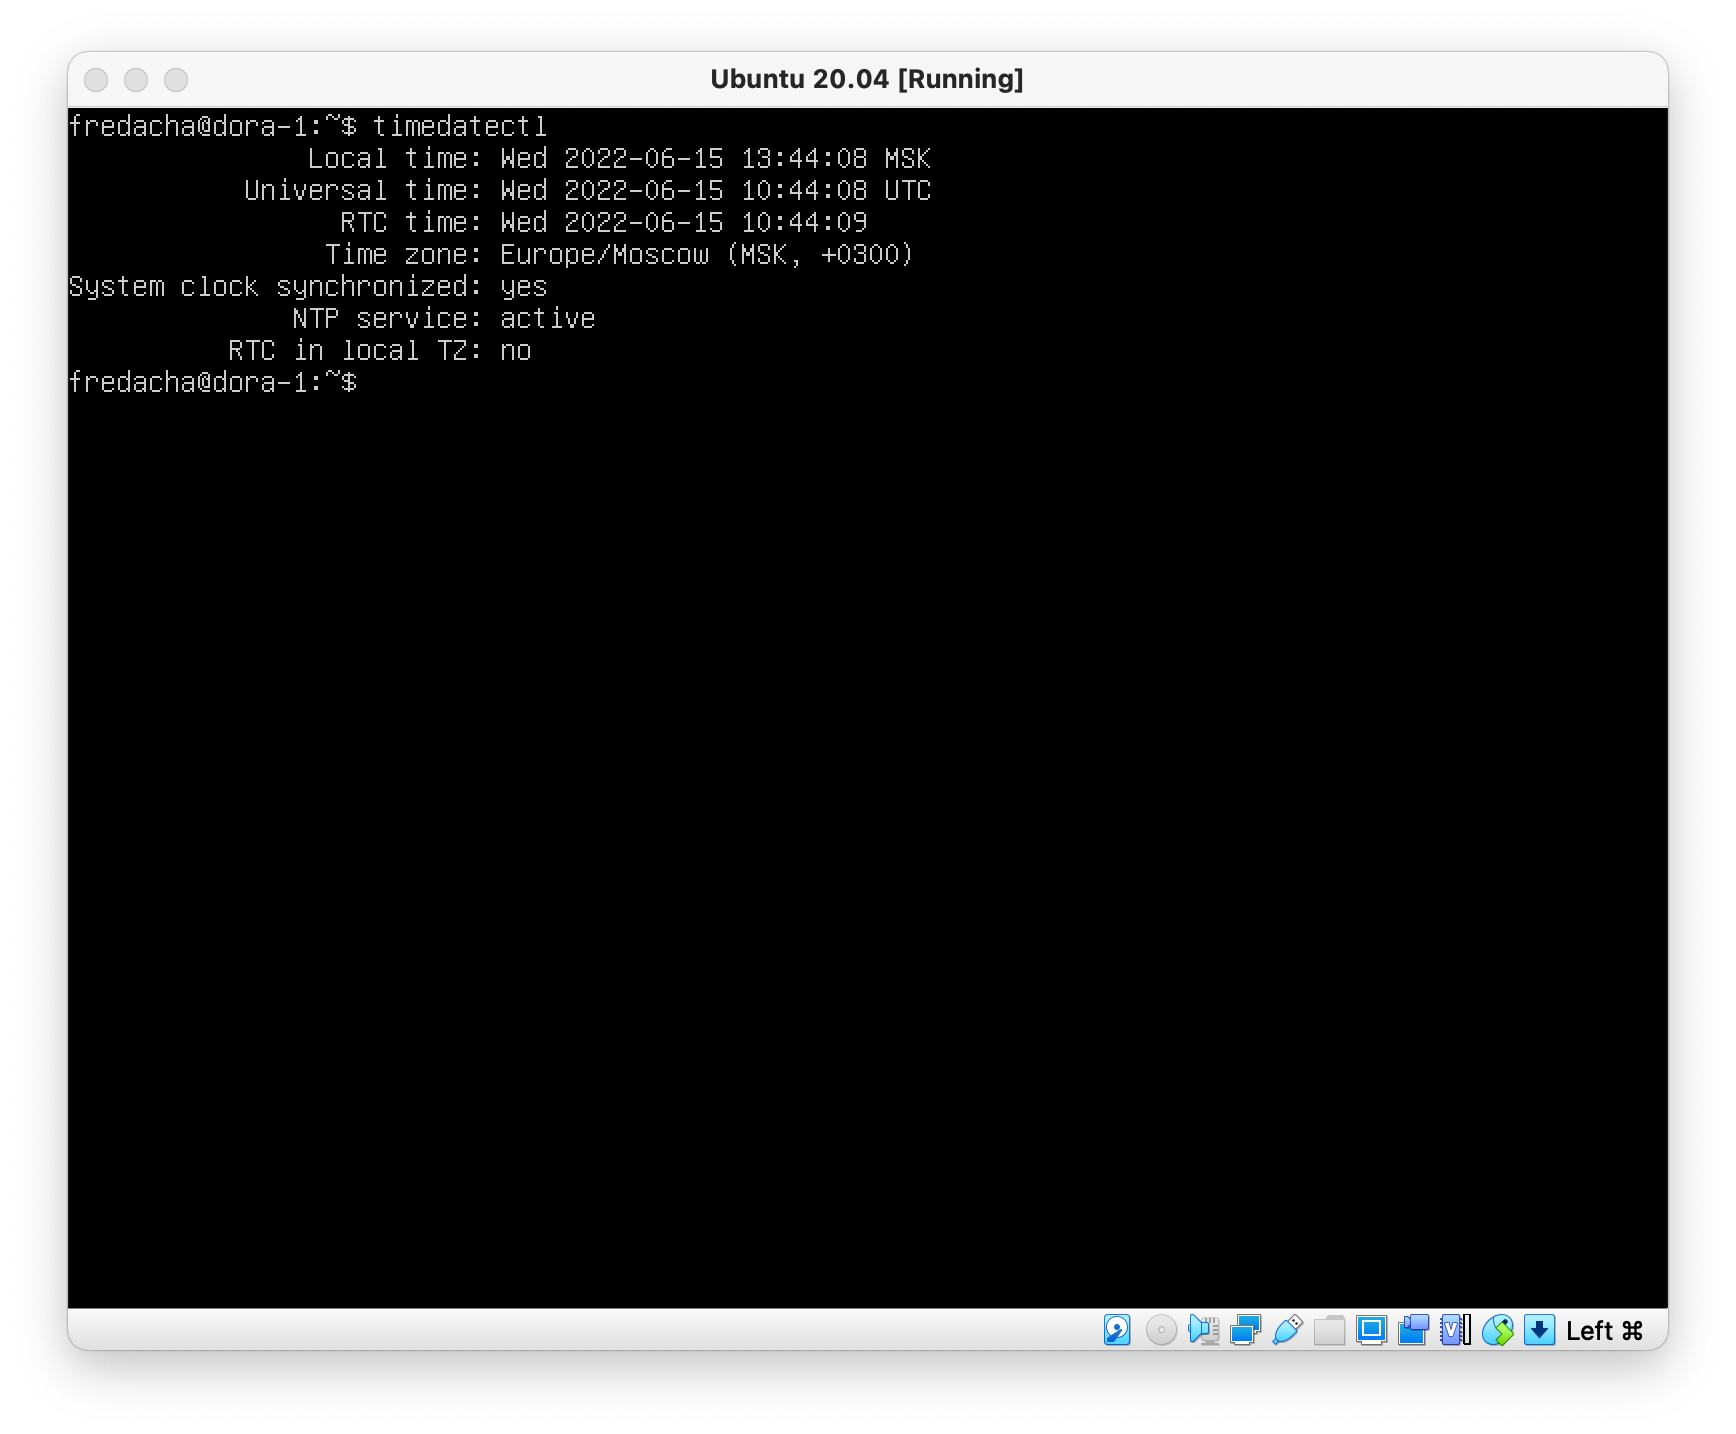 Ubuntu 20.04 [Running]
fredacha@dora-1:~$ timedatectl
Local time: Wed 2022-06-15 13:44:08 MSK
Universal time: Wed 2022-06-15 10:44:08 UTC
RTC time: Wed 2022-06-15 10:44:09
Time zone: Europe/Moscow (MSK, +0300)
System clock synchronized: yes
NTP service: active
RTC in local TZ: no
fredacha@dora-1:~$
Left ⌘